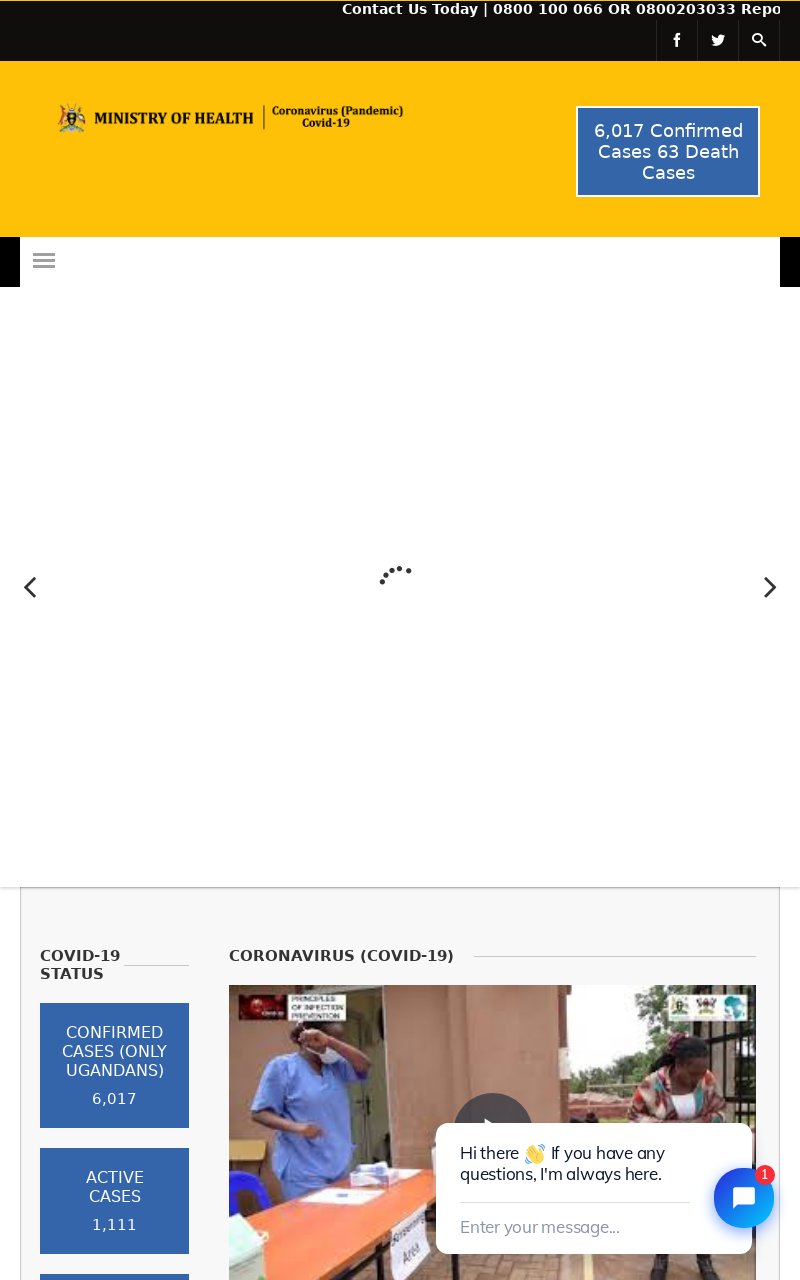 Contact Us Today | 0800 100 066 OR 0800203033 Repo
MINISTRY OF HEALTH
Coronavirus (Pandemic)
Covid-19
6,017 Confirmed
Cases 63 Death
Cases
COVID-19
STATUS
CONFIRMED
CASES (ONLY
UGANDANS)
6,017
ACTIVE
CASES
1,111
CORONAVIRUS (COVID-19)
PRINCIPLES
OF INFECTION
PREVENTION
Screening
Area
Hi there 👋 If you have any
questions, I'm always here.
Enter your message...
1